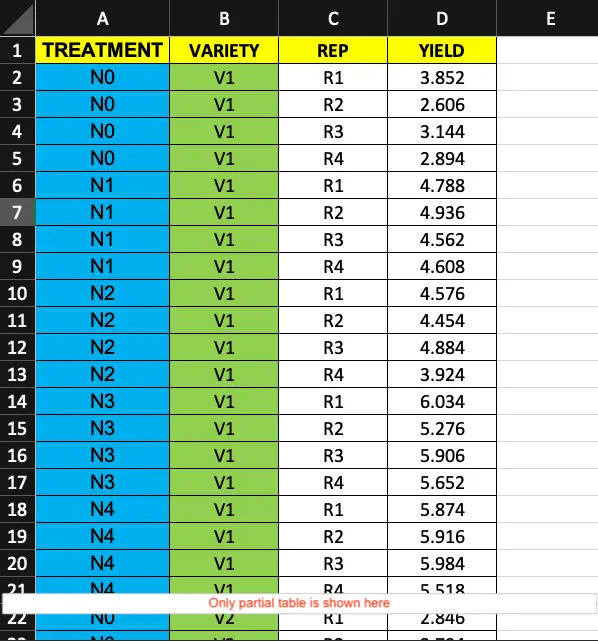 A B C D E
1 TREATMENT VARIETY REP YIELD
2 N0 V1 R1 3.852
3 N0 V1 R2 2.606
4 N0 V1 R3 3.144
5 N0 V1 R4 2.894
6 N1 V1 R1 4.788
7 N1 V1 R2 4.936
8 N1 V1 R3 4.562
9 N1 V1 R4 4.608
10 N2 V1 R1 4.576
11 N2 V1 R2 4.454
12 N2 V1 R3 4.884
13 N2 V1 R4 3.924
14 N3 V1 R1 6.034
15 N3 V1 R2 5.276
16 N3 V1 R3 5.906
17 N3 V1 R4 5.652
18 N4 V1 R1 5.874
19 N4 V1 R2 5.916
20 N4 V1 R3 5.984
21 N4 V1 R4 5.518
Only partial table is shown here
22 N0 V2 R1 2.846